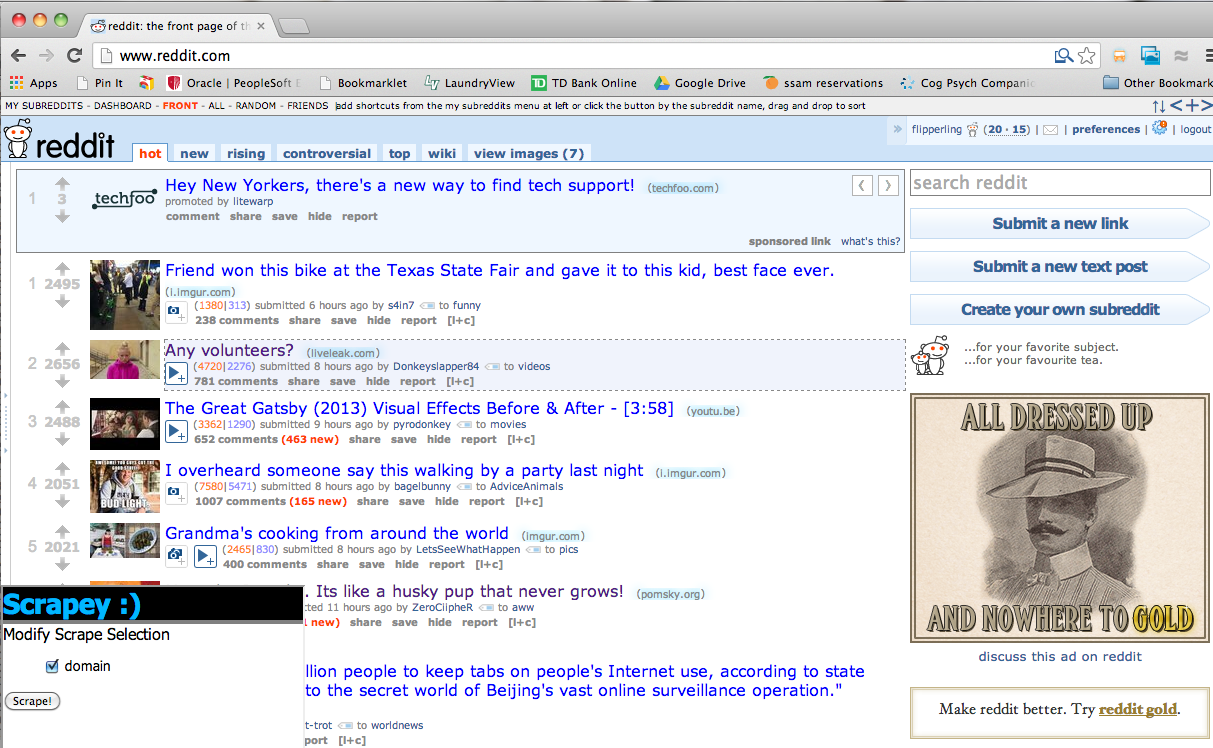 reddit: the front page of th
www.reddit.com
Apps Pin It Oracle | PeopleSoft E Bookmarklet LaundryView TD Bank Online Google Drive ssam reservations Cog Psych Companio Other Bookmark
MY SUBREDDITS - DASHBOARD - FRONT - ALL - RANDOM - FRIENDS add shortcuts from the my subreddits menu at left or click the button by the subreddit name, drag and drop to sort
flipperling (20 · 15) | | preferences | | logout
reddit hot new rising controversial top wiki view images (7)
1 3 techfoo Hey New Yorkers, there's a new way to find tech support! (techfoo.com)
promoted by litewarp
comment share save hide report
sponsored link what's this?
search reddit
Submit a new link
Submit a new text post
Create your own subreddit
...for your favorite subject.
...for your favourite tea.
1 2495 Friend won this bike at the Texas State Fair and gave it to this kid, best face ever.
(i.imgur.com)
(1380|313) submitted 6 hours ago by s4in7 to funny
238 comments share save hide report [l+c]
2 2656 Any volunteers? (liveleak.com)
(4720|2276) submitted 8 hours ago by Donkeyslapper84 to videos
781 comments share save hide report [l+c]
3 2488 The Great Gatsby (2013) Visual Effects Before & After - [3:58] (youtu.be)
(3362|1290) submitted 9 hours ago by pyrodonkey to movies
652 comments (463 new) share save hide report [l+c]
4 2051 I overheard someone say this walking by a party last night (i.imgur.com)
(7580|5471) submitted 8 hours ago by bagelbunny to AdviceAnimals
1007 comments (165 new) share save hide report [l+c]
BUD LIGHT
5 2021 Grandma's cooking from around the world (imgur.com)
(2465|830) submitted 8 hours ago by LetsSeeWhatHappen to pics
400 comments share save hide report [l+c]
. Its like a husky pup that never grows! (pomsky.org)
ted 11 hours ago by ZeroCiipheR to aww
new) share save hide report [l+c]
llion people to keep tabs on people's Internet use, according to state
to the secret world of Beijing's vast online surveillance operation."
t-trot to worldnews
port [l+c]
Scrapey :)
Modify Scrape Selection
domain
Scrape!
ALL DRESSED UP
AND NOWHERE TO GOLD
discuss this ad on reddit
Make reddit better. Try reddit gold.